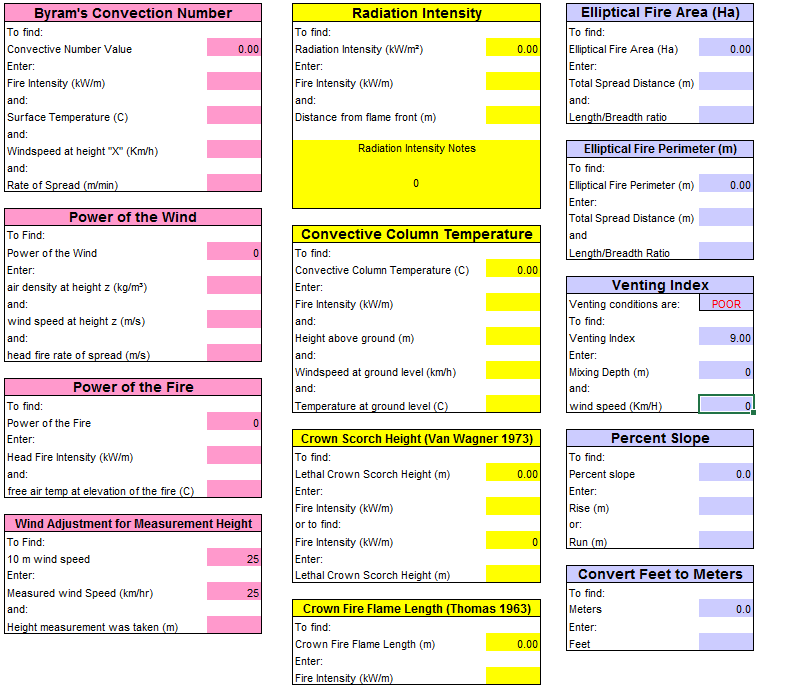 Byram's Convection Number
To find:
Convective Number Value 0.00
Enter:
Fire Intensity (kW/m)
and:
Surface Temperature (C)
and:
Windspeed at height "X" (Km/h)
and:
Rate of Spread (m/min)
Power of the Wind
To Find:
Power of the Wind 0
Enter:
air density at height z (kg/m³)
and:
wind speed at height z (m/s)
and:
head fire rate of spread (m/s)
Power of the Fire
To find:
Power of the Fire 0
Enter:
Head Fire Intensity (kW/m)
and:
free air temp at elevation of the fire (C)
Wind Adjustment for Measurement Height
To Find:
10 m wind speed 25
Enter:
Measured wind Speed (km/hr) 25
and:
Height measurement was taken (m)
Radiation Intensity
To find:
Radiation Intensity (kW/m²) 0.00
Enter:
Fire Intensity (kW/m)
and:
Distance from flame front (m)
Radiation Intensity Notes
0
Convective Column Temperature
To find:
Convective Column Temperature (C) 0.00
Enter:
Fire Intensity (kW/m)
and:
Height above ground (m)
and:
Windspeed at ground level (km/h)
and:
Temperature at ground level (C)
Crown Scorch Height (Van Wagner 1973)
To find:
Lethal Crown Scorch Height (m) 0.00
Enter:
Fire Intensity (kW/m)
or to find:
Fire Intensity (kW/m) 0
Enter:
Lethal Crown Scorch Height (m)
Crown Fire Flame Length (Thomas 1963)
To find:
Crown Fire Flame Length (m) 0.00
Enter:
Fire Intensity (kW/m)
Elliptical Fire Area (Ha)
To find:
Elliptical Fire Area (Ha) 0.00
Enter:
Total Spread Distance (m)
and:
Length/Breadth ratio
Elliptical Fire Perimeter (m)
To find:
Elliptical Fire Perimeter (m) 0.00
Enter:
Total Spread Distance (m)
and
Length/Breadth Ratio
Venting Index
Venting conditions are: POOR
To find:
Venting Index 9.00
Enter:
Mixing Depth (m) 0
and:
wind speed (Km/H) 0
Percent Slope
To find:
Percent slope 0.0
Enter:
Rise (m)
or:
Run (m)
Convert Feet to Meters
To find:
Meters 0.0
Enter:
Feet